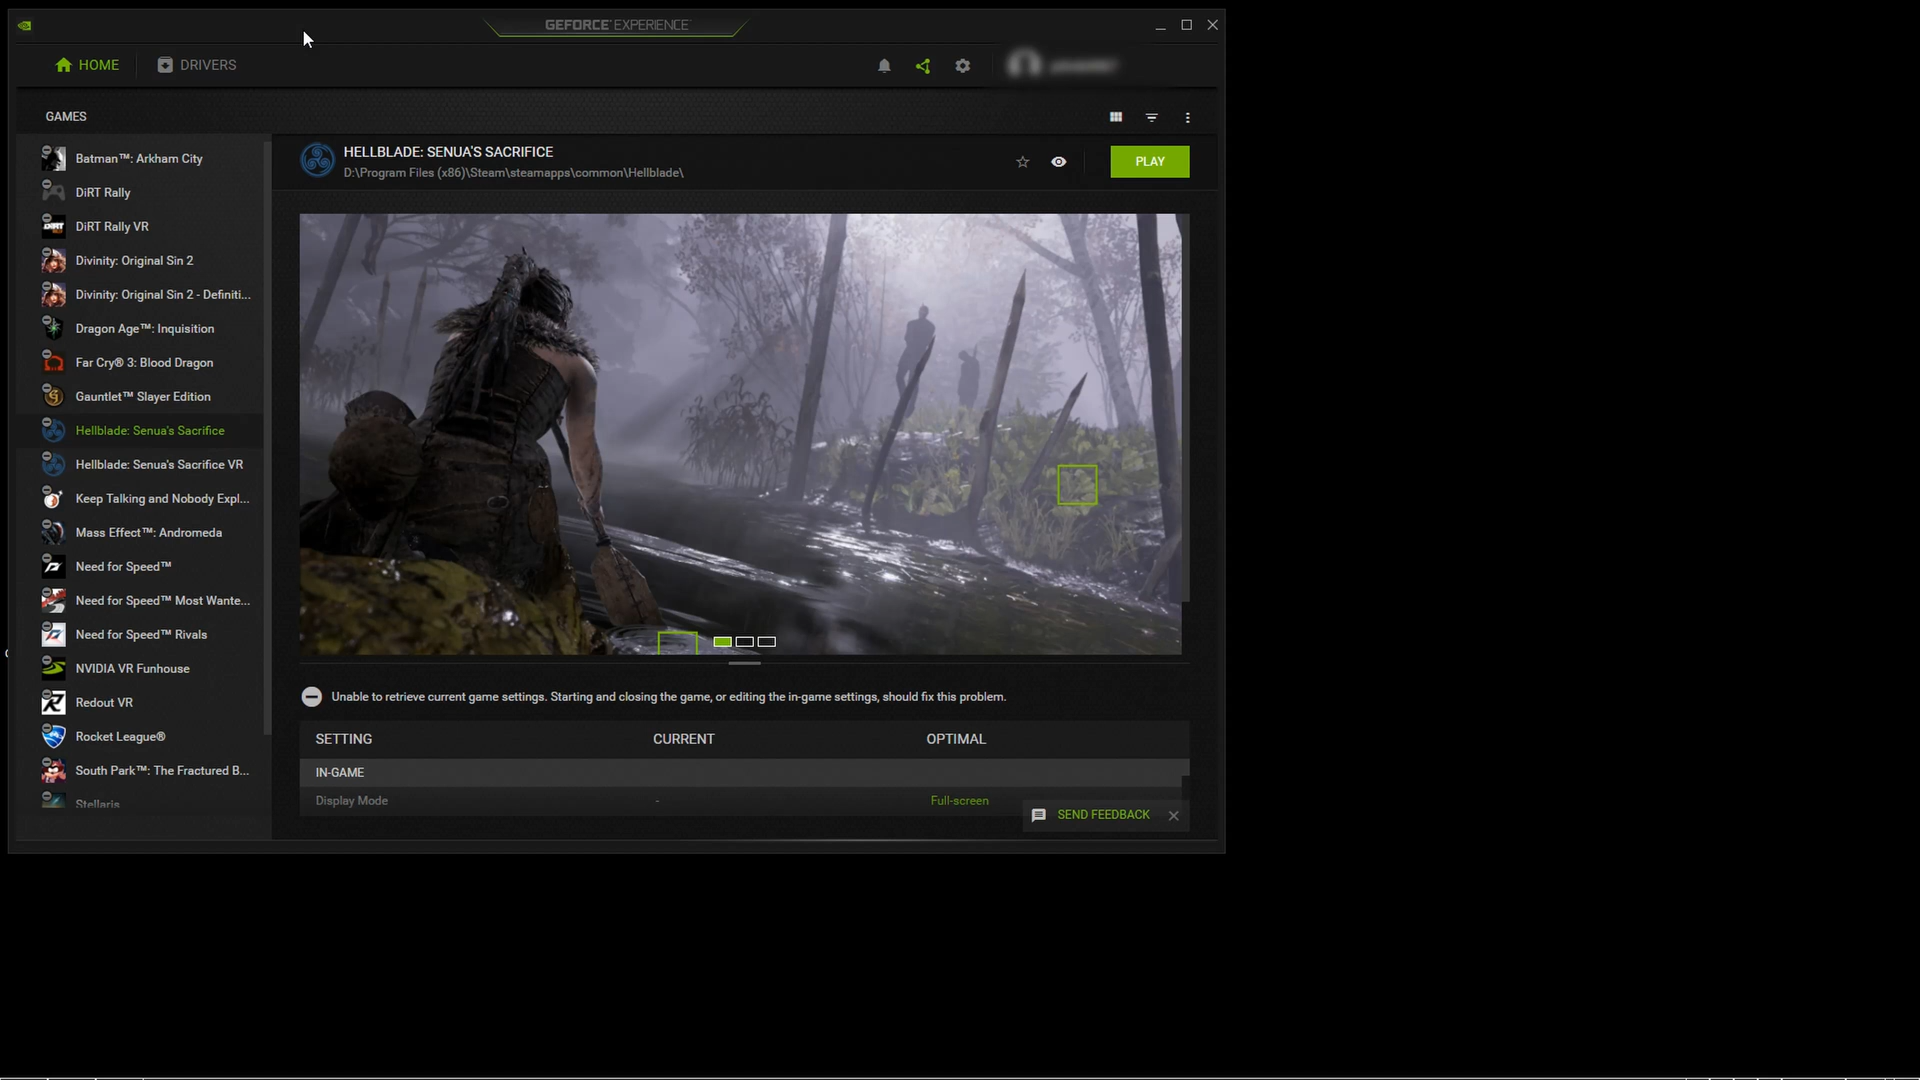 GEFORCE® EXPERIENCE™
HOME
DRIVERS
GAMES
Batman™: Arkham City
DiRT Rally
DiRT Rally VR
Divinity: Original Sin 2
Divinity: Original Sin 2 - Definiti...
Dragon Age™: Inquisition
Far Cry® 3: Blood Dragon
Gauntlet™ Slayer Edition
Hellblade: Senua's Sacrifice
Hellblade: Senua's Sacrifice VR
Keep Talking and Nobody Expl...
Mass Effect™: Andromeda
Need for Speed™
Need for Speed™ Most Wante...
Need for Speed™ Rivals
NVIDIA VR Funhouse
Redout VR
Rocket League®
South Park™: The Fractured B...
Stellaris
HELLBLADE: SENUA'S SACRIFICE
D:\Program Files (x86)\Steam\steamapps\common\Hellblade\
PLAY
Unable to retrieve current game settings. Starting and closing the game, or editing the in-game settings, should fix this problem.
SETTING CURRENT OPTIMAL
IN-GAME
Display Mode - Full-screen
SEND FEEDBACK